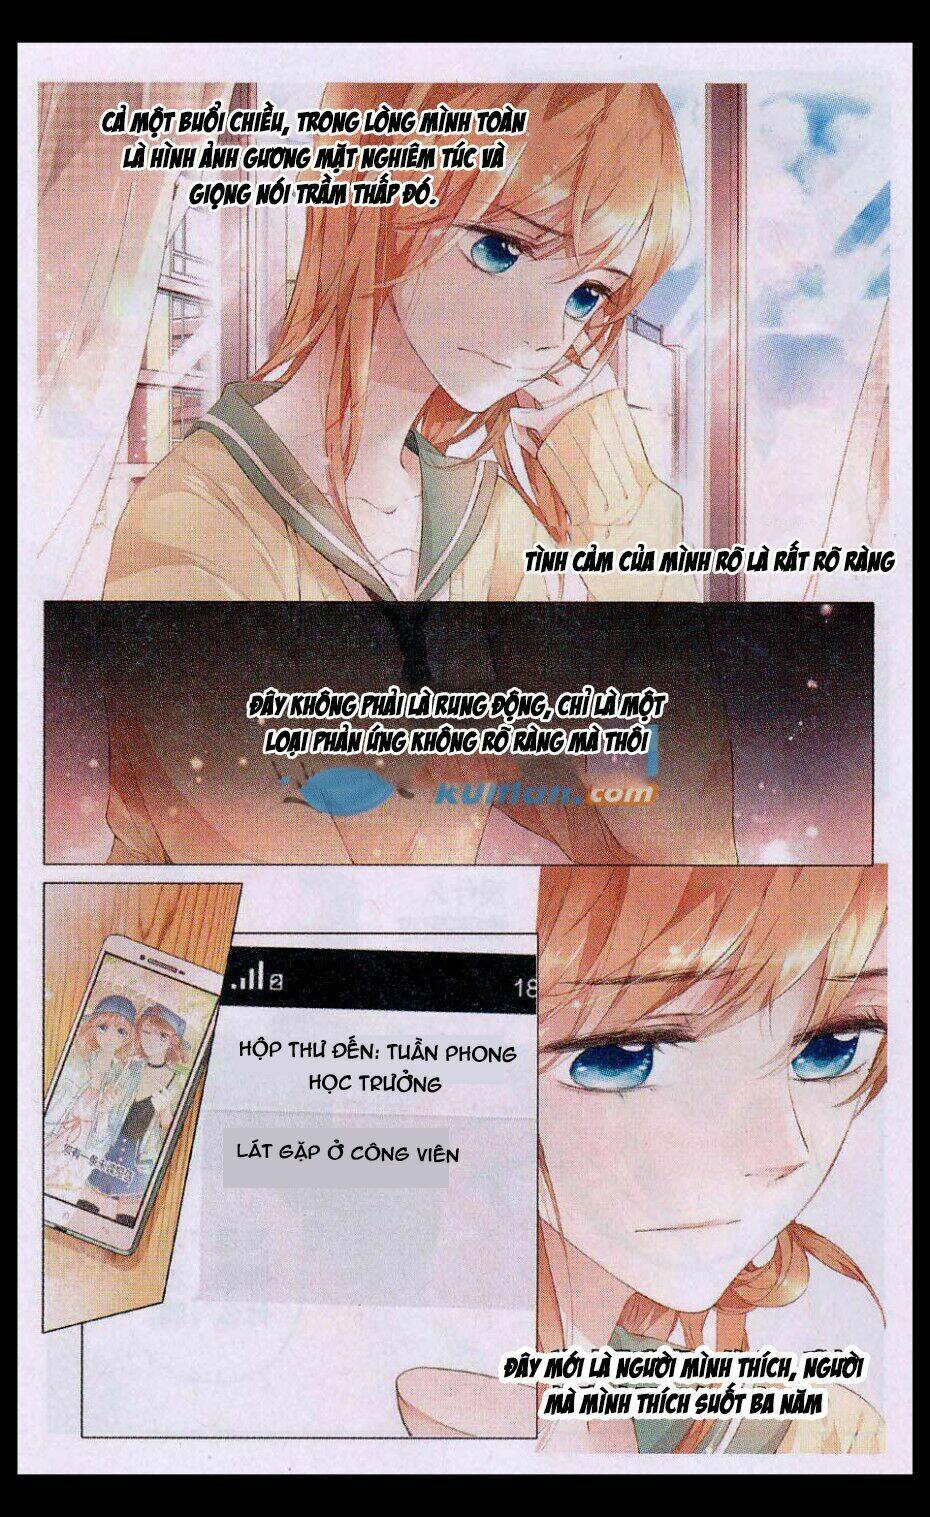 CẢ MỘT BUỔI CHIỀU, TRONG LÒNG MÌNH TOÀN
LÀ HÌNH ẢNH GƯƠNG MẶT NGHIÊM TÚC VÀ
GIỌNG NÓI TRẦM THẤP ĐÓ.
TÌNH CẢM CỦA MÌNH RÕ LÀ RẤT RÕ RÀNG
ĐÂY KHÔNG PHẢI LÀ RUNG ĐỘNG, CHỈ LÀ MỘT
LOẠI PHẢN ỨNG KHÔNG RÕ RÀNG MÀ THÔI
kuman.com
2 18
HỘP THƯ ĐẾN: TUẤN PHONG
HỌC TRƯỞNG
LÁT GẶP Ở CÔNG VIÊN
ĐÂY MỚI LÀ NGƯỜI MÌNH THÍCH, NGƯỜI
MÀ MÌNH THÍCH SUỐT BA NĂM